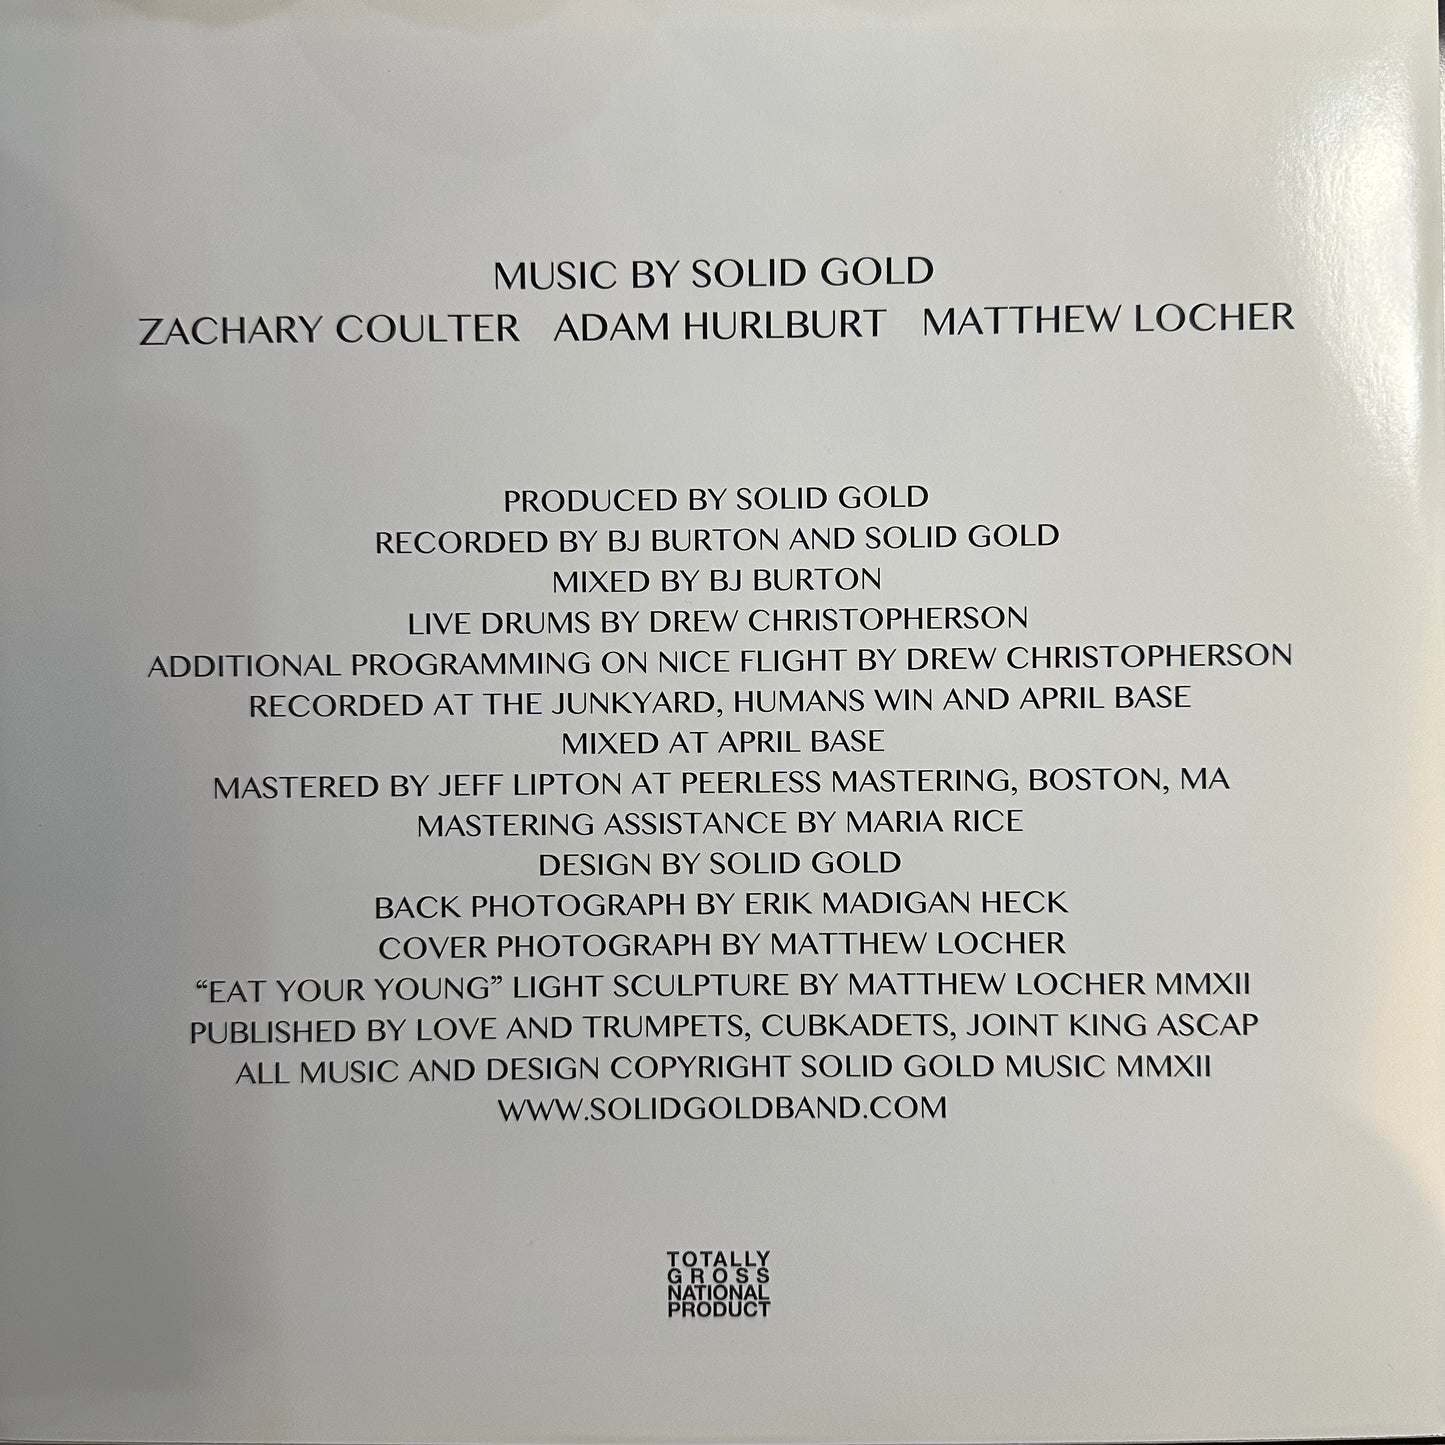 MUSIC BY SOLID GOLD
ZACHARY COULTER ADAM HURLBURT MATTHEW LOCHER
PRODUCED BY SOLID GOLD
RECORDED BY BJ BURTON AND SOLID GOLD
MIXED BY BJ BURTON
LIVE DRUMS BY DREW CHRISTOPHERSON
ADDITIONAL PROGRAMMING ON NICE FLIGHT BY DREW CHRISTOPHERSON
RECORDED AT THE JUNKYARD, HUMANS WIN AND APRIL BASE
MIXED AT APRIL BASE
MASTERED BY JEFF LIPTON AT PEERLESS MASTERING, BOSTON, MA
MASTERING ASSISTANCE BY MARIA RICE
DESIGN BY SOLID GOLD
BACK PHOTOGRAPH BY ERIK MADIGAN HECK
COVER PHOTOGRAPH BY MATTHEW LOCHER
“EAT YOUR YOUNG” LIGHT SCULPTURE BY MATTHEW LOCHER MMXII
PUBLISHED BY LOVE AND TRUMPETS, CUBKADETS, JOINT KING ASCAP
ALL MUSIC AND DESIGN COPYRIGHT SOLID GOLD MUSIC MMXII
WWW.SOLIDGOLDBAND.COM
TOTALLY
GROSS
NATIONAL
PRODUCT